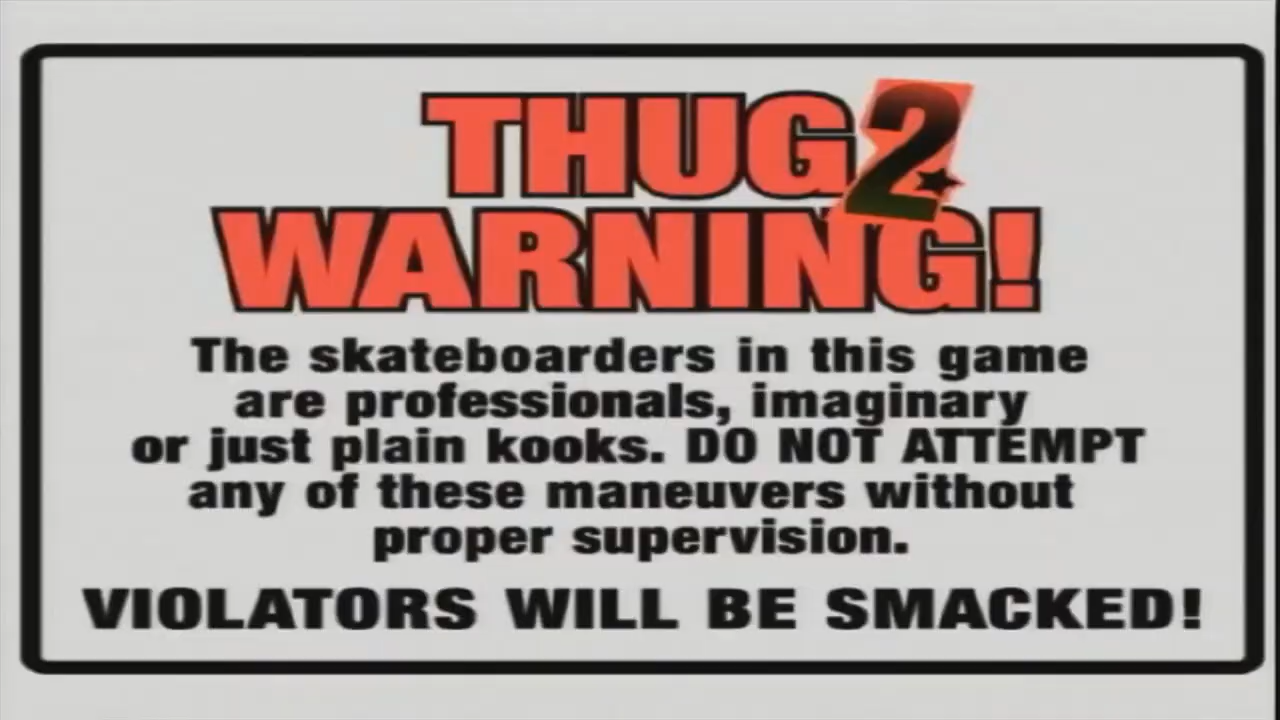 THUG2
WARNING!
The skateboarders in this game
are professionals, imaginary
or just plain kooks. DO NOT ATTEMPT
any of these maneuvers without
proper supervision.
VIOLATORS WILL BE SMACKED!